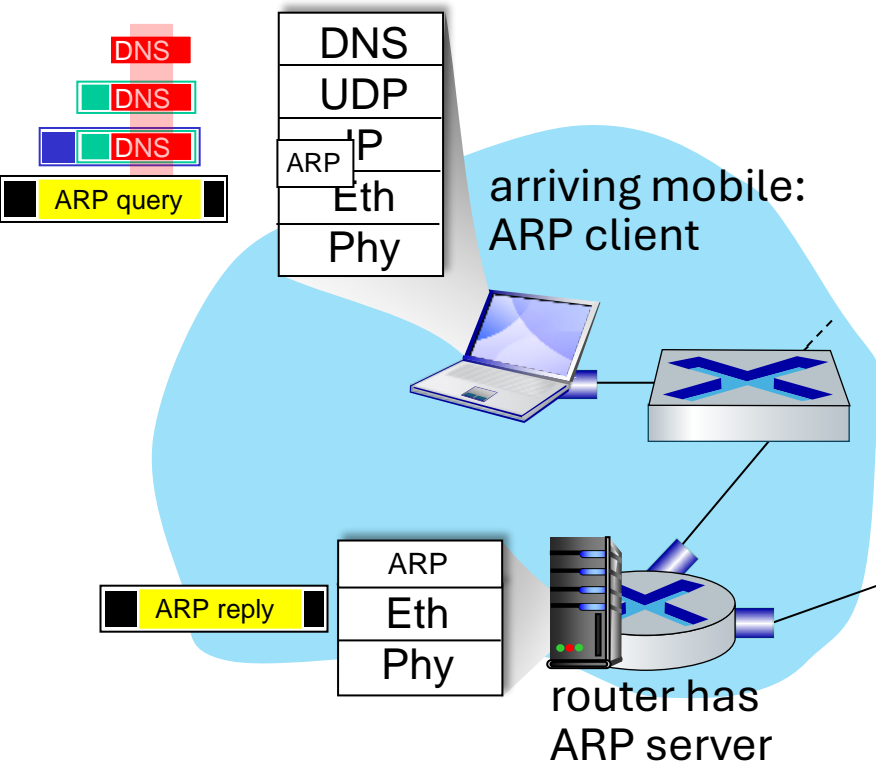 DNS
DNS
DNS
ARP query
DNS
UDP
IP
ARP
Eth
Phy
arriving mobile:
ARP client
ARP reply
ARP
Eth
Phy
router has
ARP server